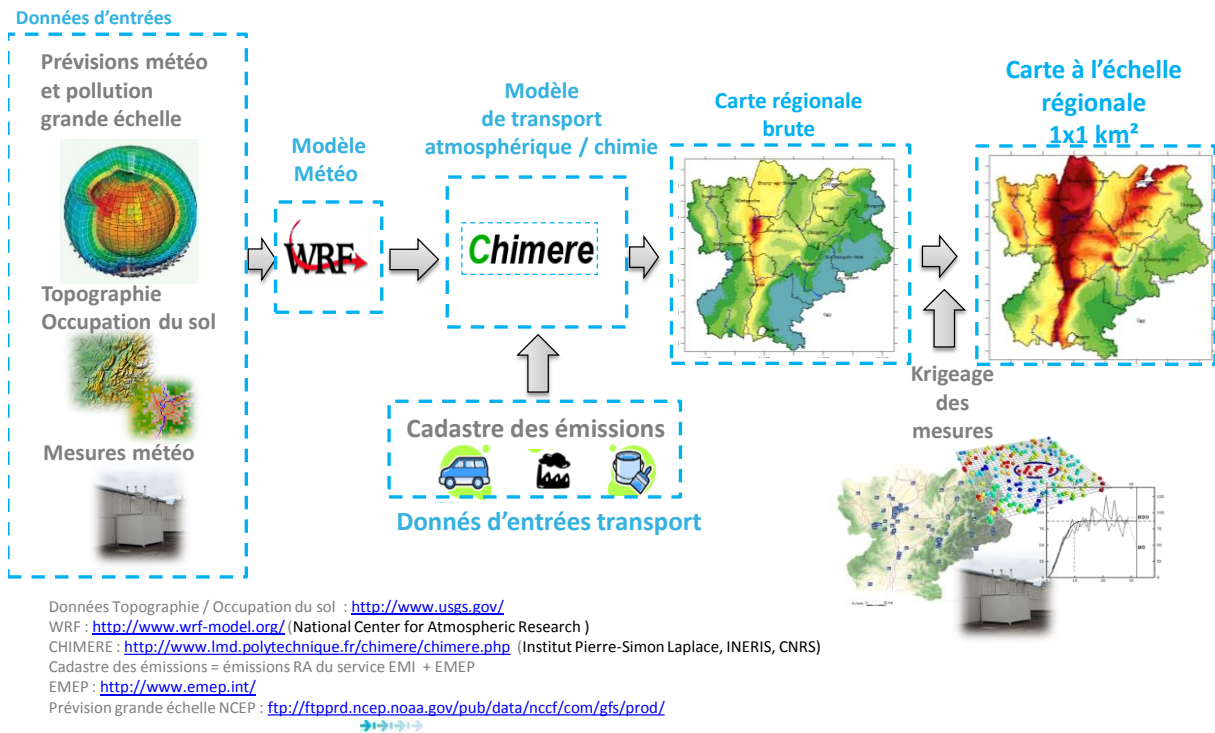 Données d'entrées
Prévisions météo
et pollution
grande échelle
Topographie
Occupation du sol
Mesures météo
Modèle
Météo
WRF
Modèle
de transport
atmosphérique / chimie
Chimere
Cadastre des émissions
Donnés d'entrées transport
Carte régionale
brute
Carte à l'échelle
régionale
1x1 km²
Krigeage
des
mesures
Données Topographie / Occupation du sol : http://www.usgs.gov/
WRF : http://www.wrf-model.org/ (National Center for Atmospheric Research )
CHIMERE : http://www.lmd.polytechnique.fr/chimere/chimere.php (Institut Pierre-Simon Laplace, INERIS, CNRS)
Cadastre des émissions = émissions RA du service EMI + EMEP
EMEP : http://www.emep.int/
Prévision grande échelle NCEP : ftp://ftpprd.ncep.noaa.gov/pub/data/nccf/com/gfs/prod/